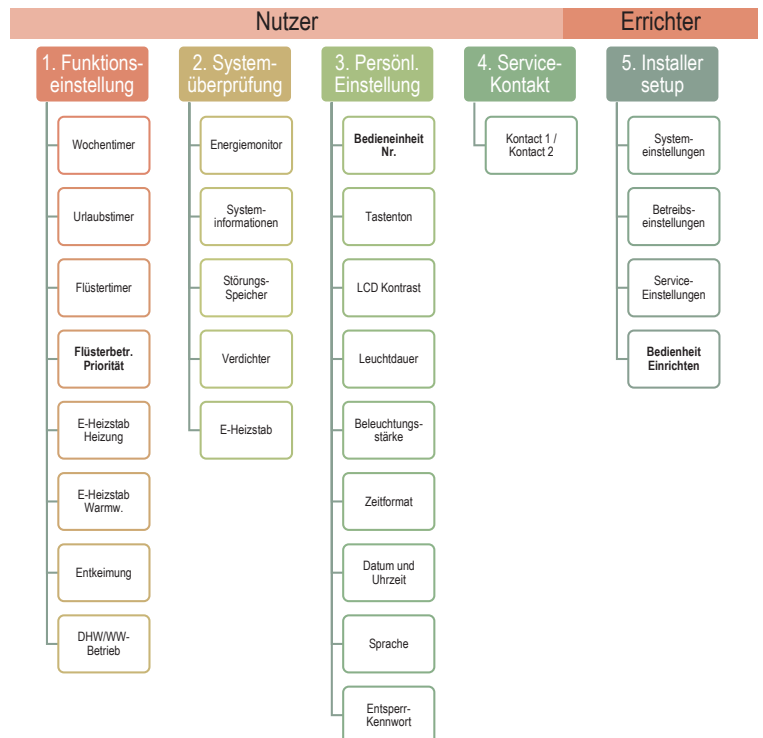 Nutzer
Errichter
1. Funktions-
einstellung
Wochentimer
Urlaubstimer
Flüstertimer
Flüsterbetr.
Priorität
E-Heizstab
Heizung
E-Heizstab
Warmw.
Entkeimung
DHW/WW-
Betrieb
2. System-
überprüfung
Energiemonitor
System-
informationen
Störungs-
Speicher
Verdichter
E-Heizstab
3. Persönl.
Einstellung
Bedieneinheit
Nr.
Tastenton
LCD Kontrast
Leuchtdauer
Beleuchtungs-
stärke
Zeitformat
Datum und
Uhrzeit
Sprache
Entsperr-
Kennwort
4. Service-
Kontakt
Kontact 1 /
Kontact 2
5. Installer
setup
System-
einstellungen
Betreibs-
einstellungen
Service-
Einstellungen
Bedienheit
Einrichten